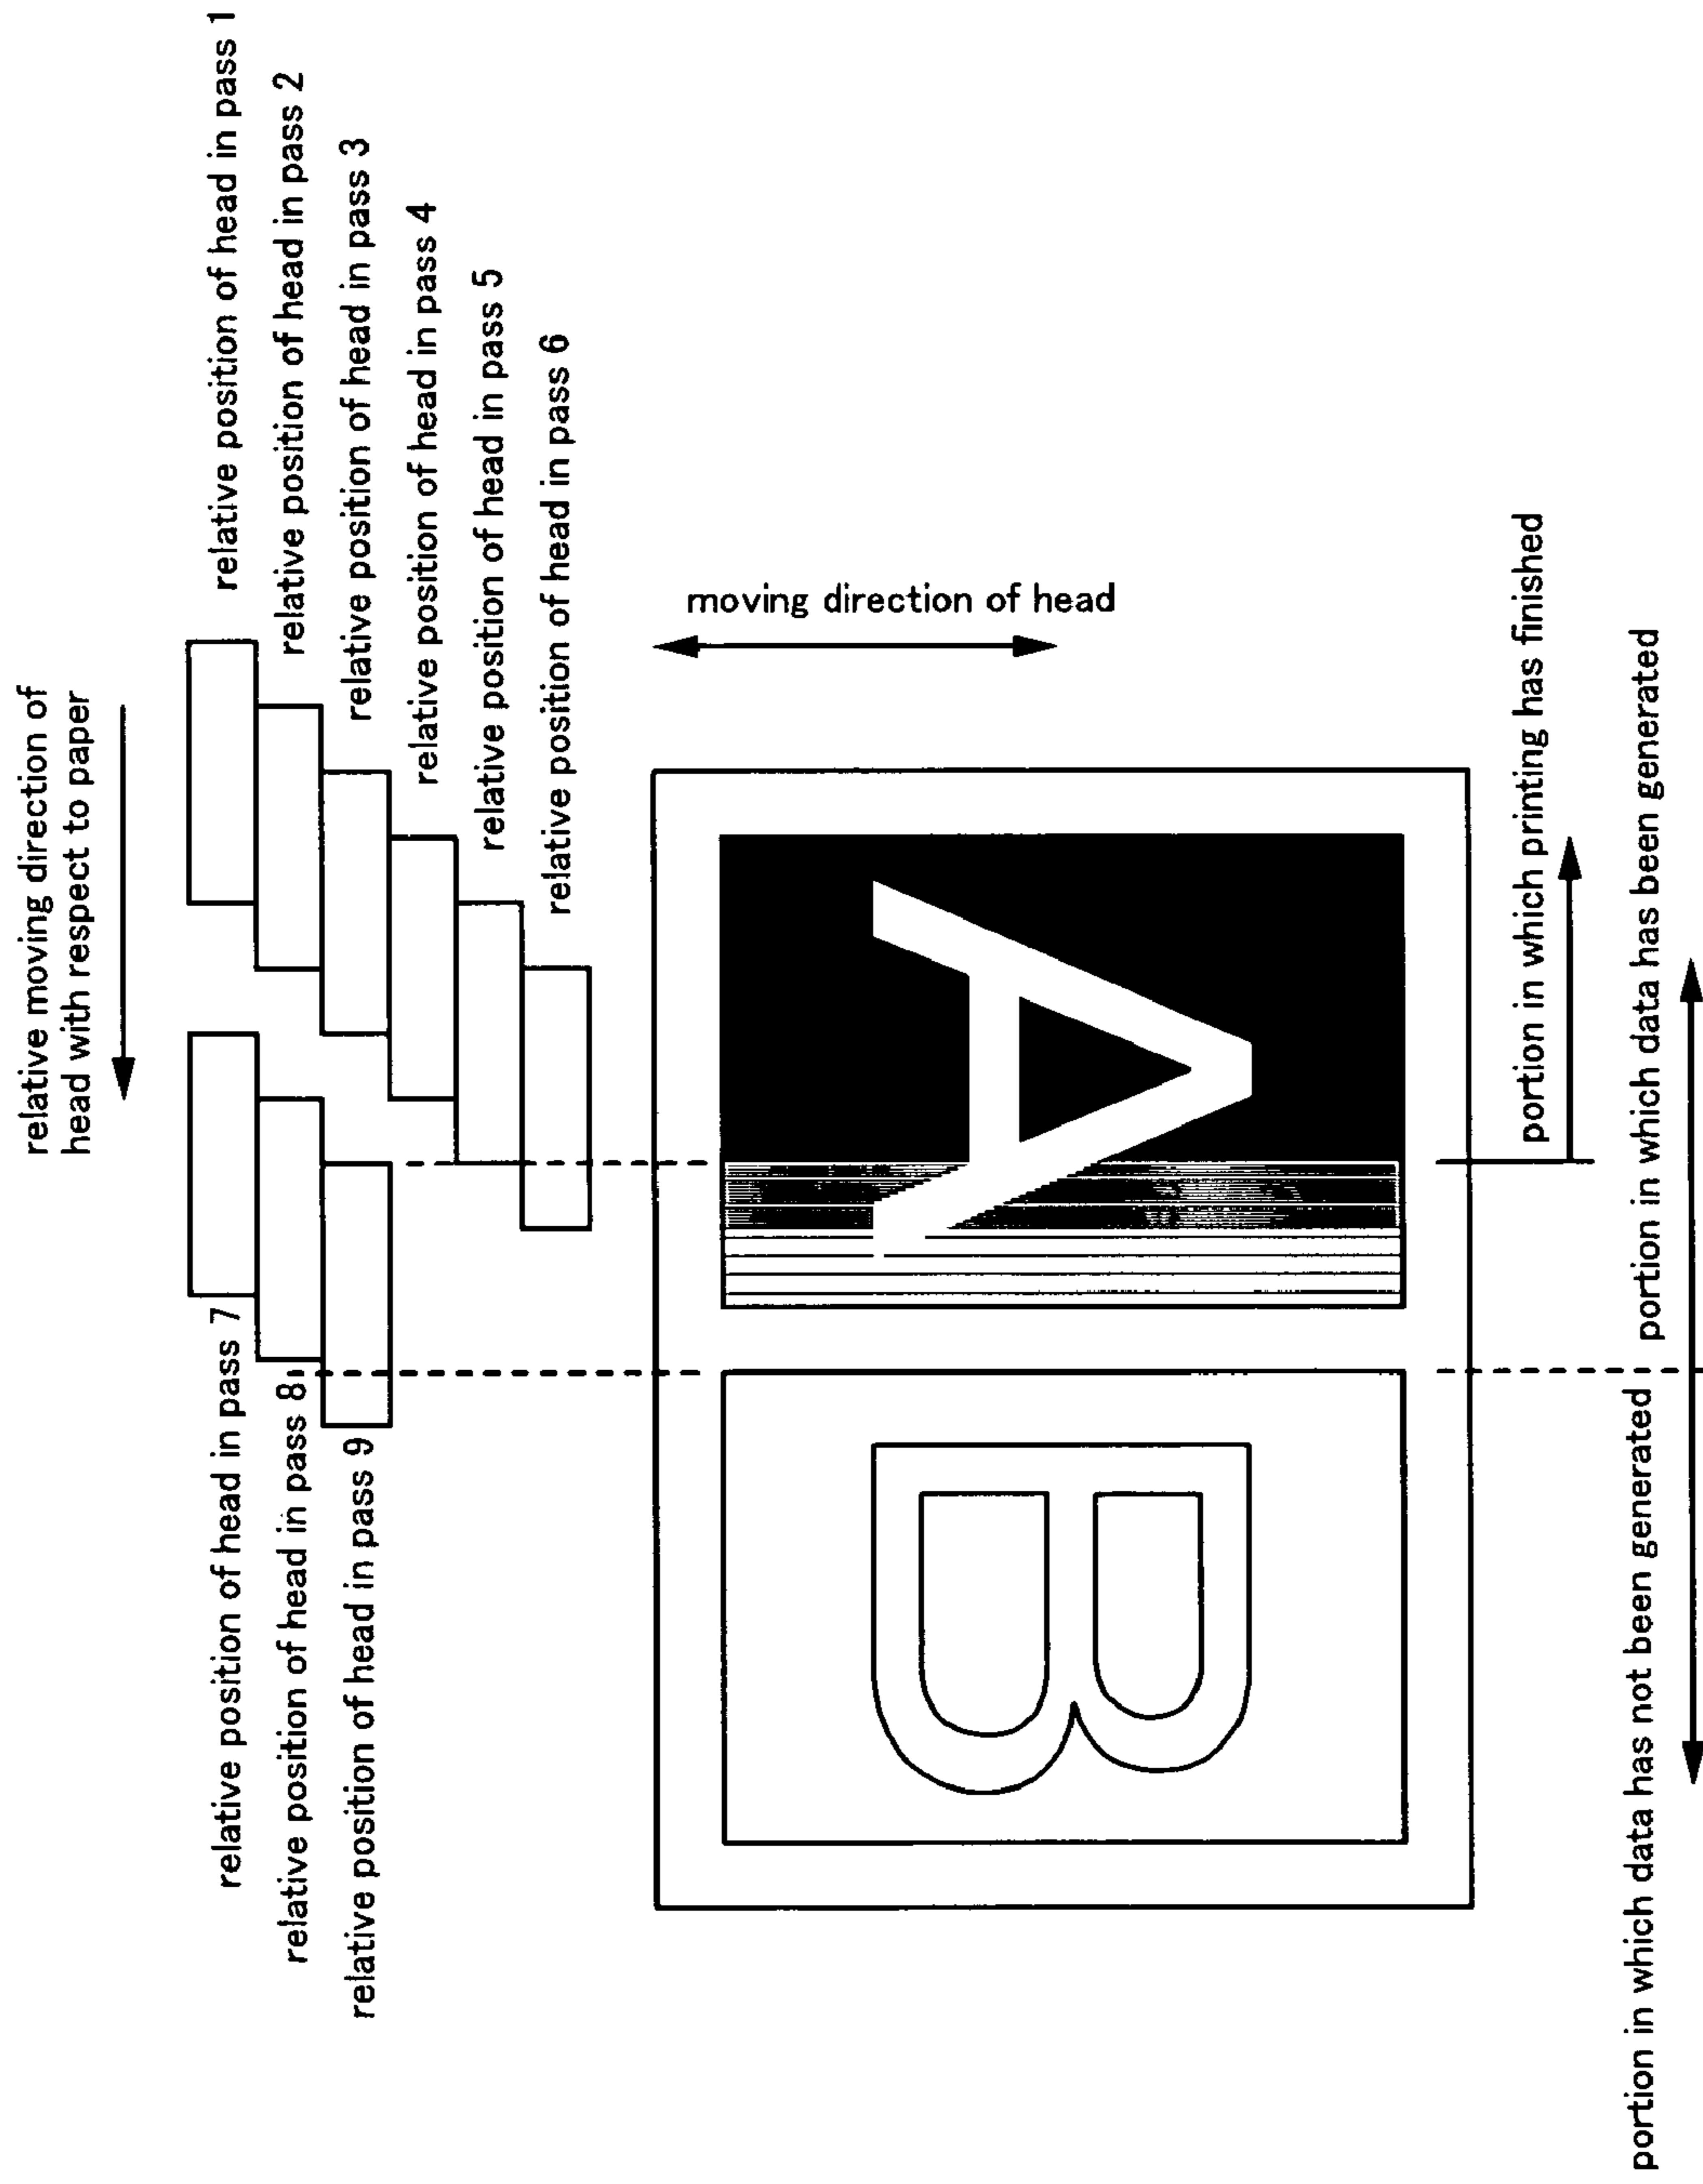 relative moving direction of
head with respect to paper
relative position of head in pass 1
relative position of head in pass 2
relative position of head in pass 3
relative position of head in pass 4
relative position of head in pass 5
relative position of head in pass 6
relative position of head in pass 7
relative position of head in pass 8
relative position of head in pass 9
moving direction of head
A
B
portion in which printing has finished
portion in which data has been generated
portion in which data has not been generated